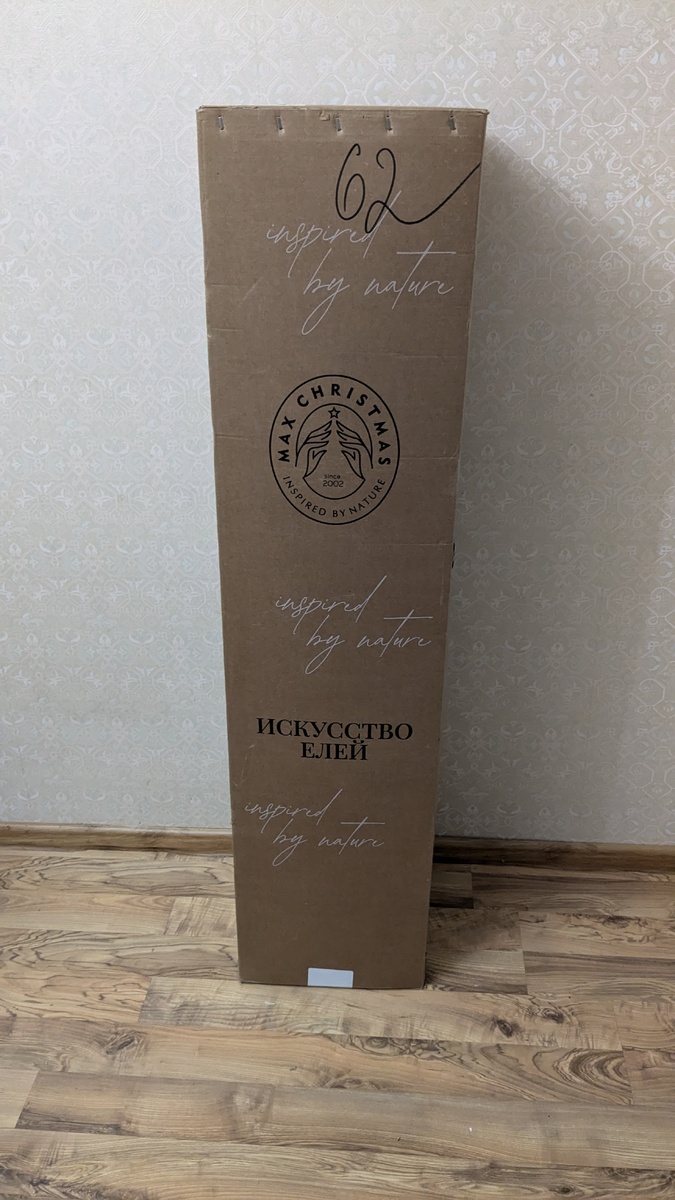 62
inspired
by nature
MAX CHRISTMAS
since
2002
INSPIRED BY NATURE
inspired
by nature
ИСКУССТВО
ЕЛЕЙ
inspired
by nature